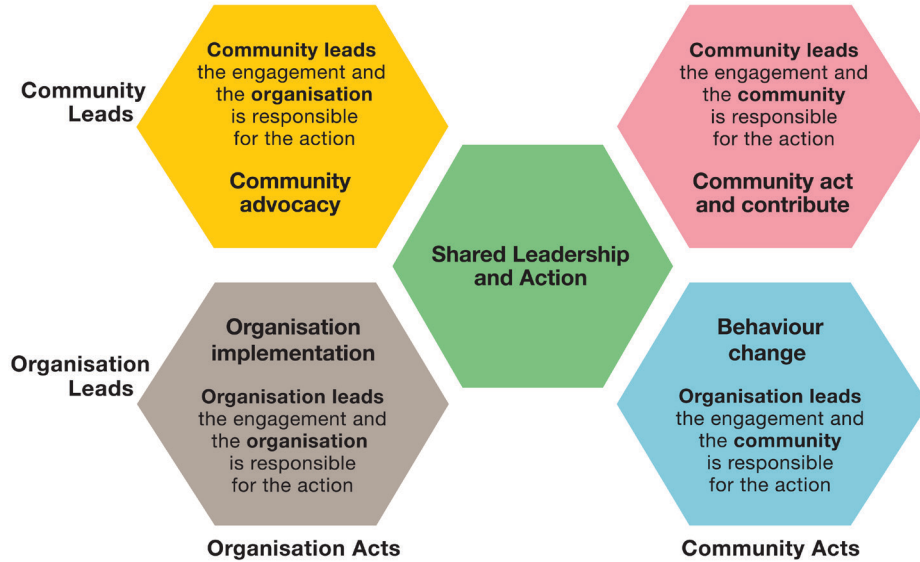 Community
Leads
Community leads
the engagement and
the organisation
is responsible
for the action
Community
advocacy
Community leads
the engagement and
the community
is responsible
for the action
Community act
and contribute
Shared Leadership
and Action
Organisation
Leads
Organisation
implementation
Organisation leads
the engagement and
the organisation
is responsible
for the action
Behaviour
change
Organisation leads
the engagement and
the community
is responsible
for the action
Organisation Acts
Community Acts